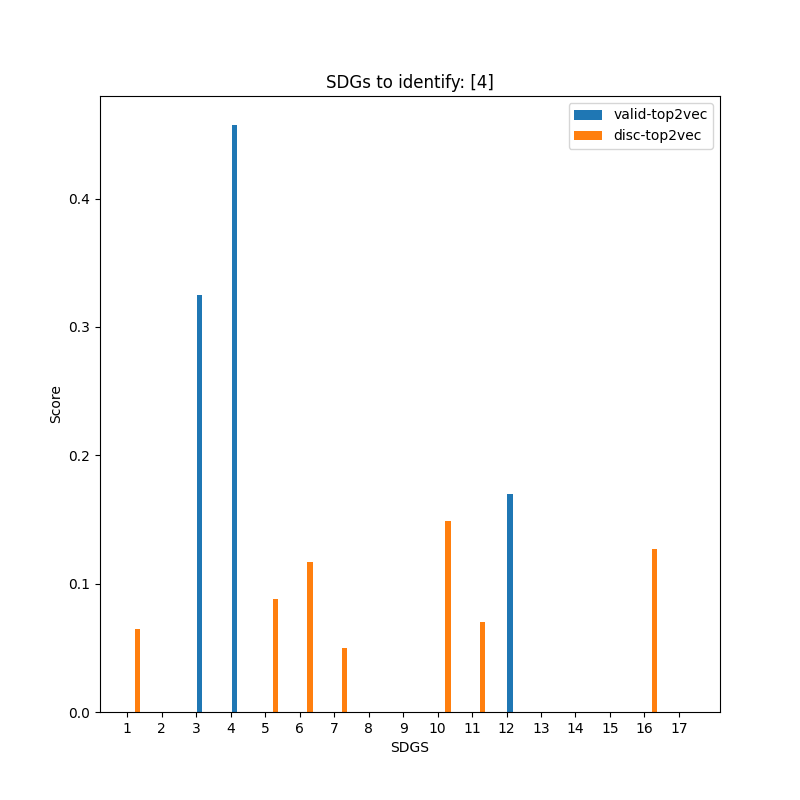 SDGs to identify: [4]
valid-top2vec
disc-top2vec
Score
0.4
0.3
0.2
0.1
0.0
1 2 3 4 5 6 7 8 9 10 11 12 13 14 15 16 17
SDGS